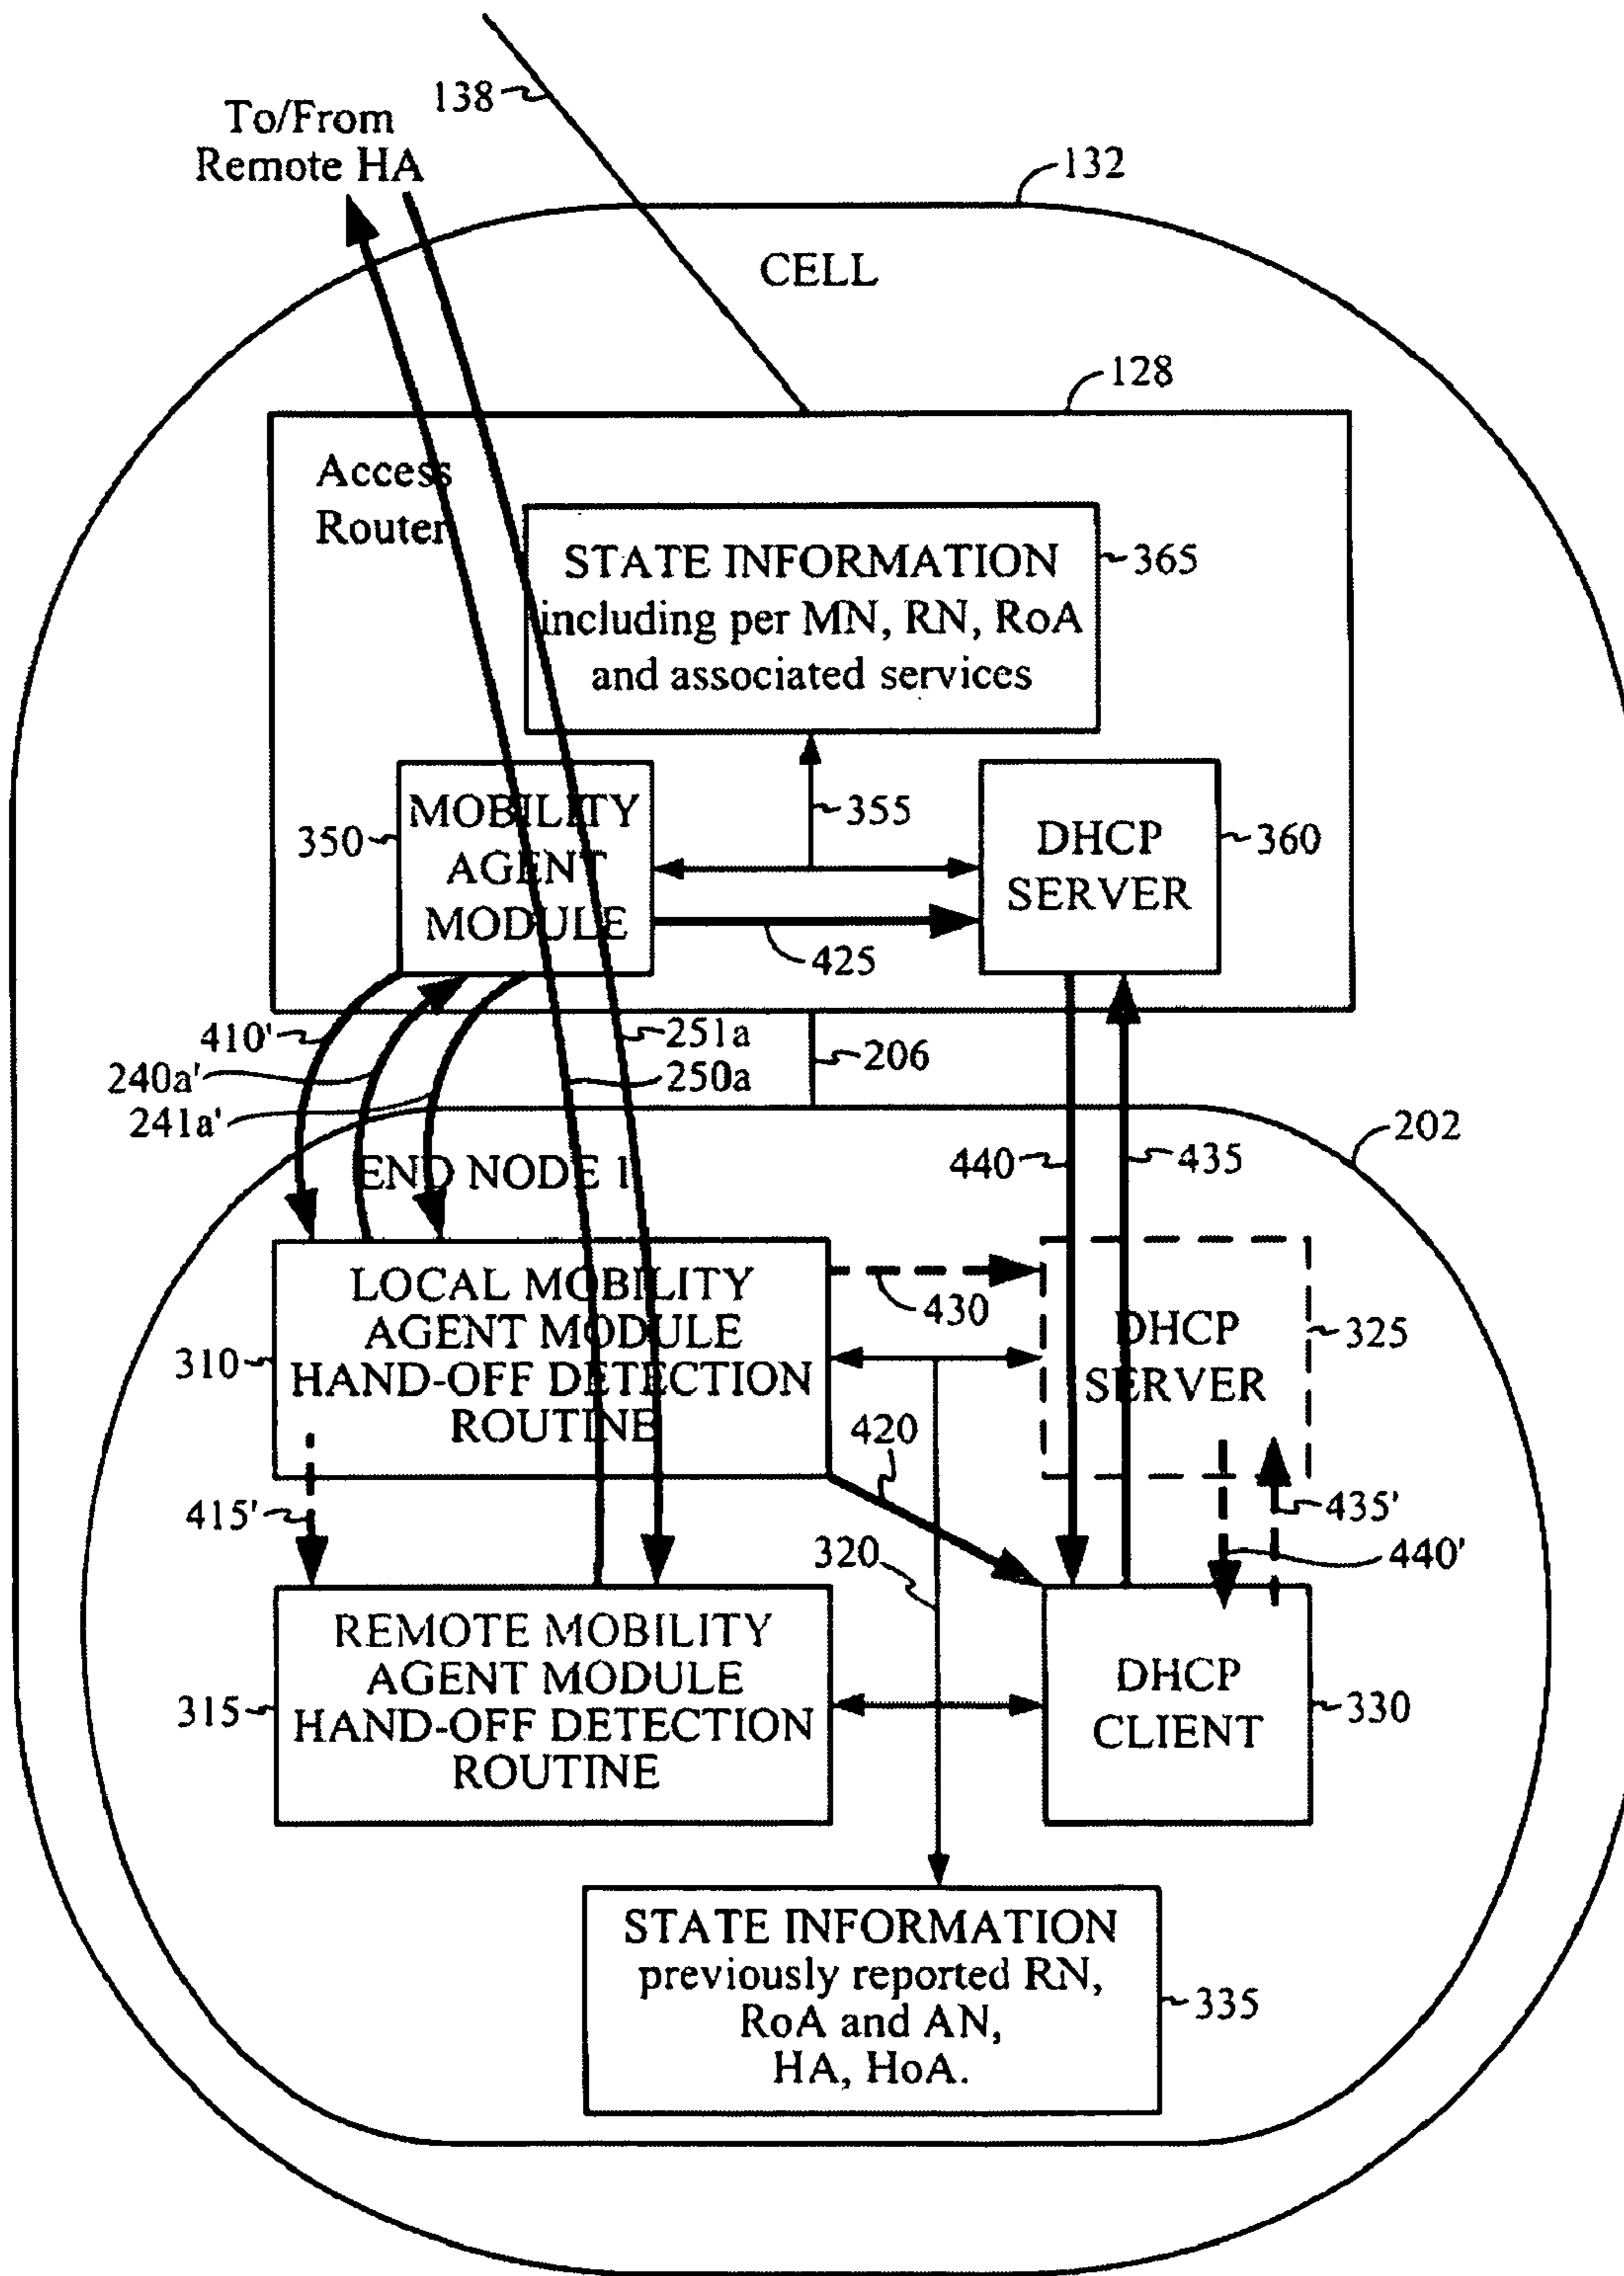 138
To/From
Remote HA
132
CELL
128
Access
Router
STATE INFORMATION
including per MN, RN, RoA
and associated services
365
MOBILITY
AGENT
MODULE
350
355
DHCP
SERVER
360
425
410'
240a'
241a'
251a
250a
206
202
END NODE 1
440
435
LOCAL MOBILITY
AGENT MODULE
HAND-OFF DETECTION
ROUTINE
310
430
DHCP
SERVER
325
420
415'
435'
440'
320
REMOTE MOBILITY
AGENT MODULE
HAND-OFF DETECTION
ROUTINE
315
DHCP
CLIENT
330
STATE INFORMATION
previously reported RN,
RoA and AN,
HA, HoA.
335